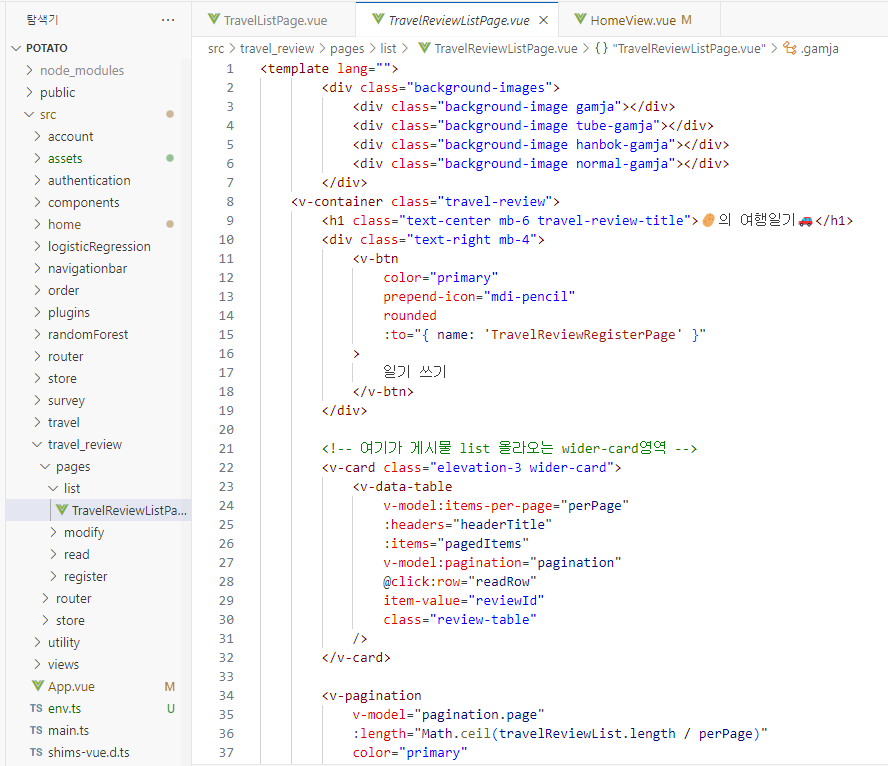 탐색기 ···
POTATO
node_modules
public
src
account
assets
authentication
components
home
logisticRegression
navigationbar
order
plugins
randomForest
router
store
survey
travel
travel_review
pages
list
TravelReviewListPa...
modify
read
register
router
store
utility
views
App.vue M
TS env.ts U
TS main.ts
TS shims-vue.d.ts
TravelListPage.vue TravelReviewListPage.vue × HomeView.vue M
src > travel_review > pages > list > TravelReviewListPage.vue > {} "TravelReviewListPage.vue" > .gamja
1 <template lang="">
2 <div class="background-images">
3 <div class="background-image gamja"></div>
4 <div class="background-image tube-gamja"></div>
5 <div class="background-image hanbok-gamja"></div>
6 <div class="background-image normal-gamja"></div>
7 </div>
8 <v-container class="travel-review">
9 <h1 class="text-center mb-6 travel-review-title">🥔의 여행일기🚗</h1>
10 <div class="text-right mb-4">
11 <v-btn
12 color="primary"
13 prepend-icon="mdi-pencil"
14 rounded
15 :to="{ name: 'TravelReviewRegisterPage' }"
16 >
17 일기 쓰기
18 </v-btn>
19 </div>
20
21 <!-- 여기가 게시물 list 올라오는 wider-card영역 -->
22 <v-card class="elevation-3 wider-card">
23 <v-data-table
24 v-model:items-per-page="perPage"
25 :headers="headerTitle"
26 :items="pagedItems"
27 v-model:pagination="pagination"
28 @click:row="readRow"
29 item-value="reviewId"
30 class="review-table"
31 />
32 </v-card>
33
34 <v-pagination
35 v-model="pagination.page"
36 :length="Math.ceil(travelReviewList.length / perPage)"
37 color="primary"